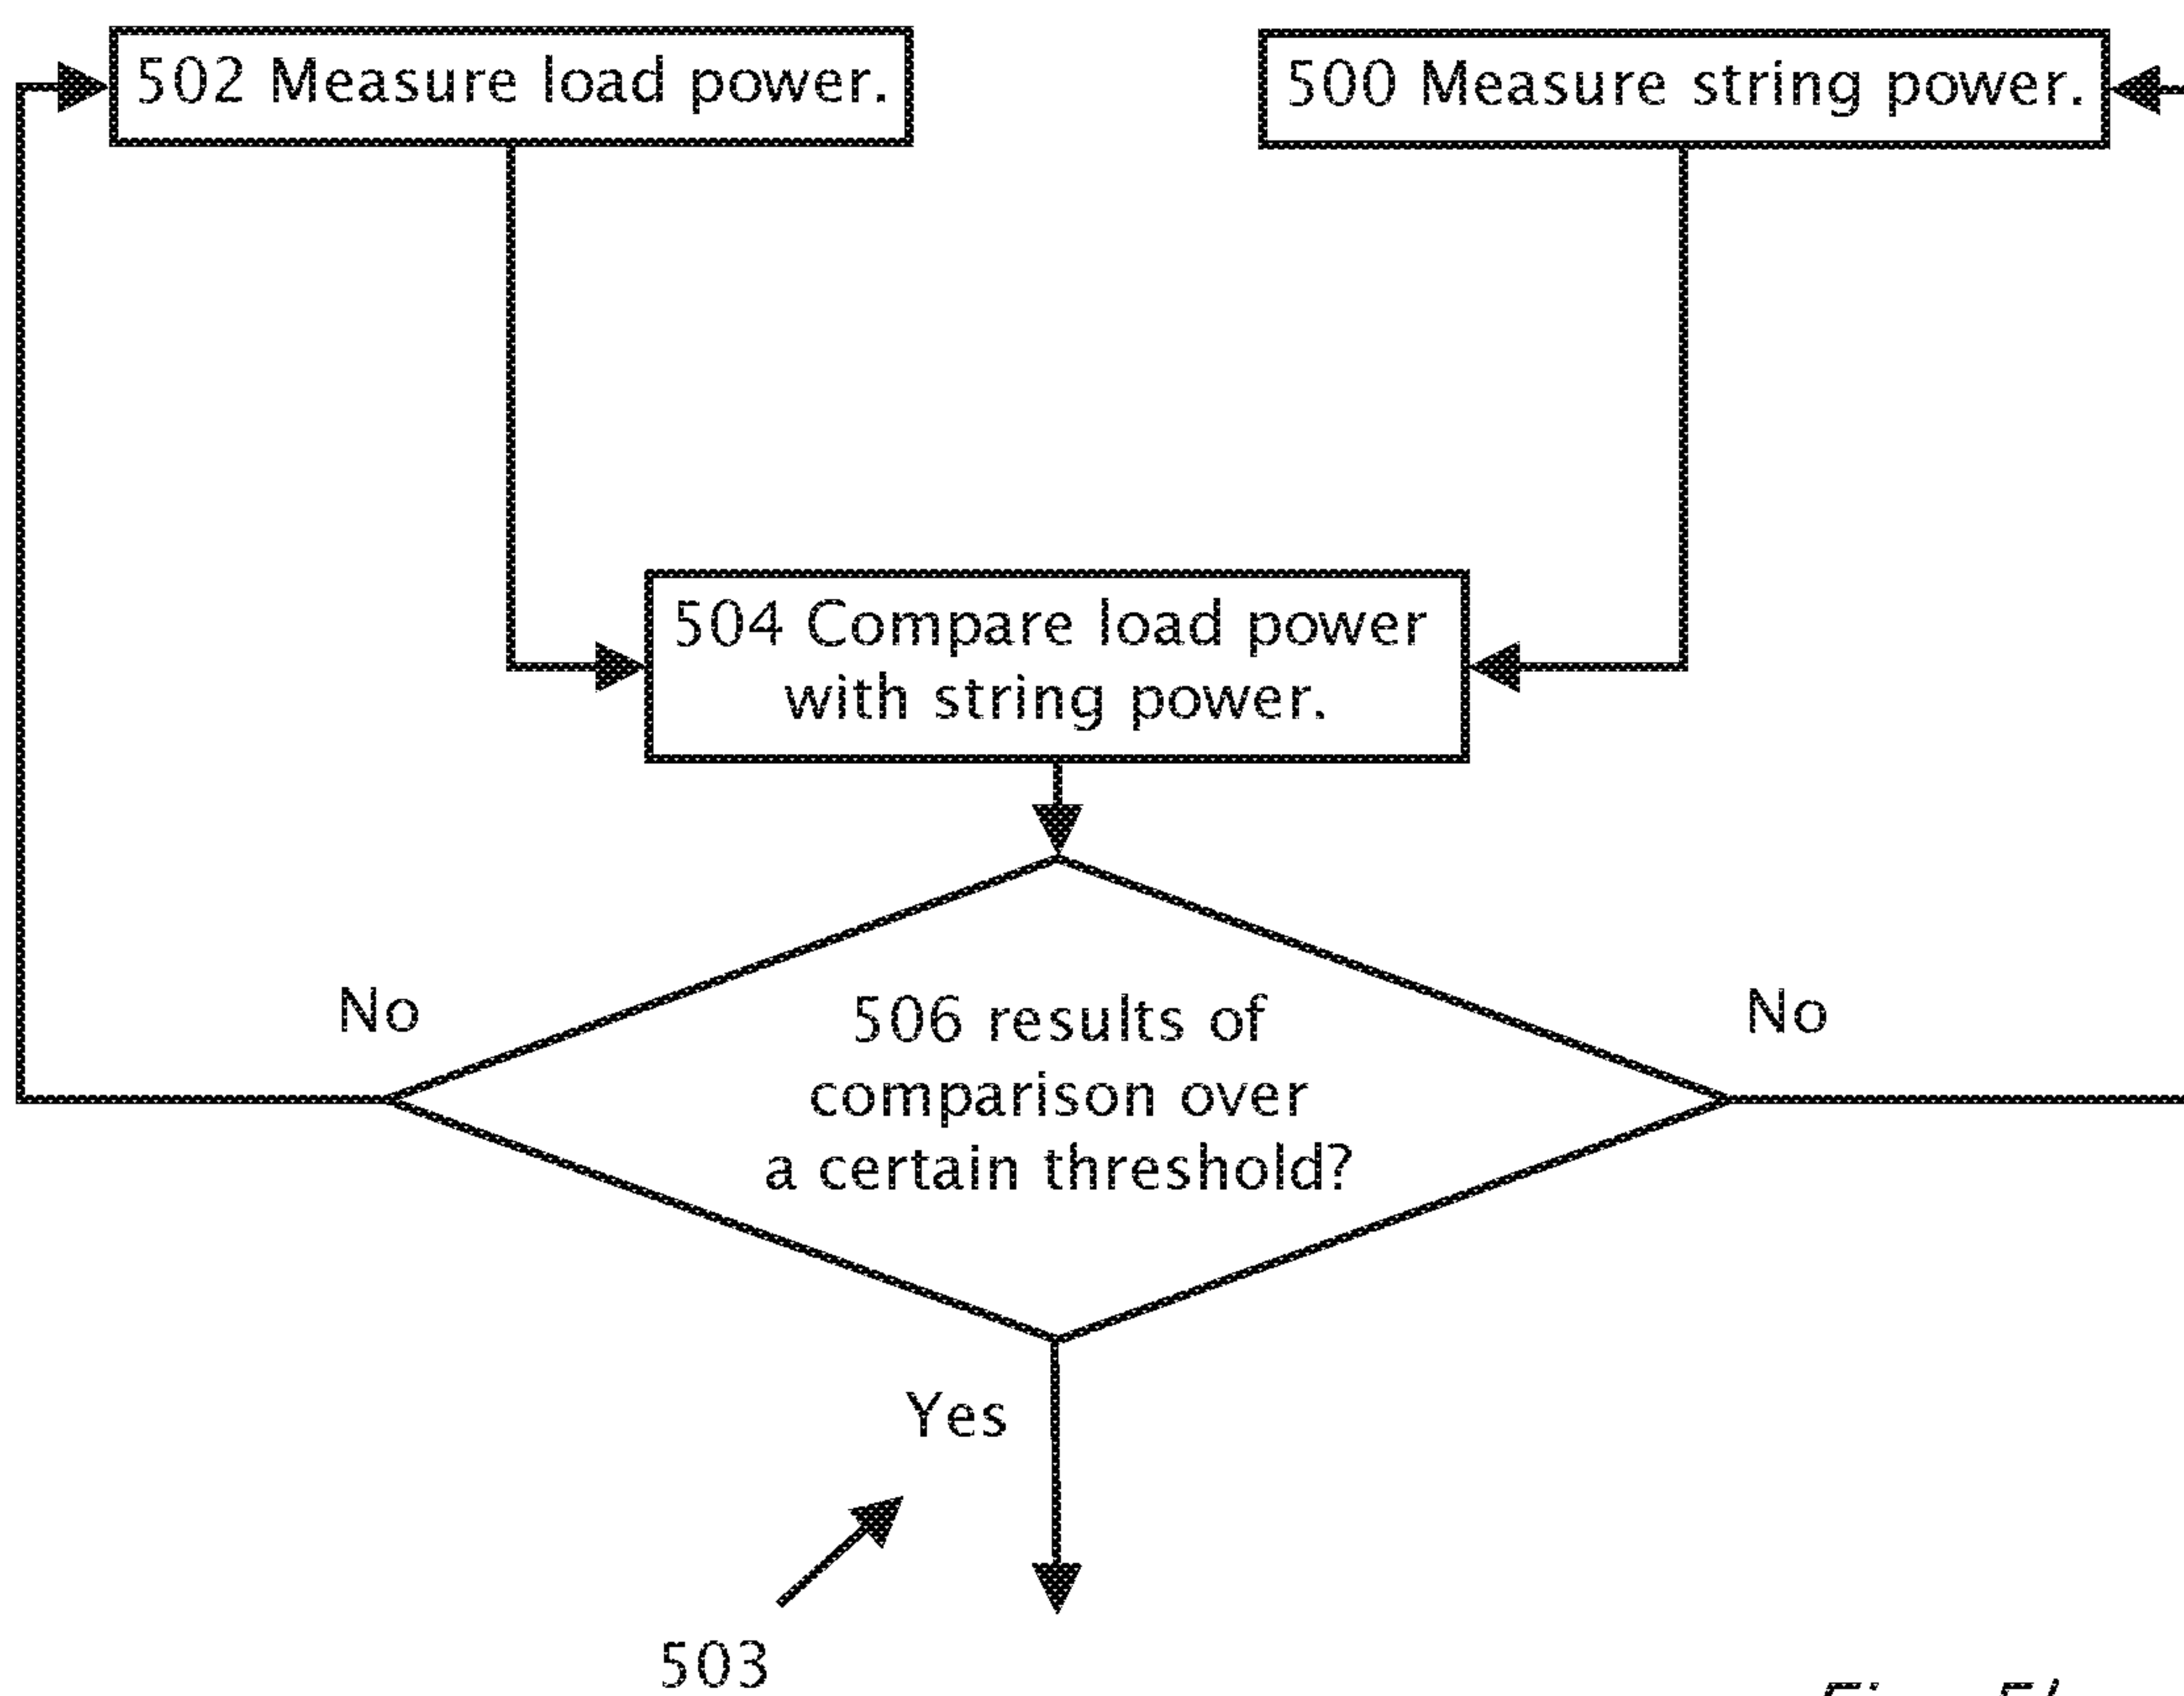 502 Measure load power.
500 Measure string power.
504 Compare load power
with string power.
No
No
506 results of
comparison over
a certain threshold?
Yes
503